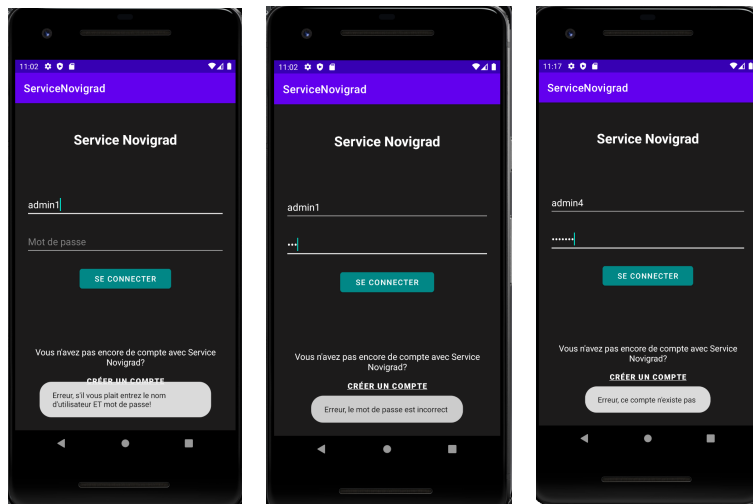 11:02
ServiceNovigrad
Service Novigrad
admin1
Mot de passe
SE CONNECTER
Vous n'avez pas encore de compte avec Service
Novigrad?
CRÉER UN COMPTE
Erreur, s'il vous plait entrez le nom
d'utilisateur ET mot de passe!
11:02
ServiceNovigrad
Service Novigrad
admin1
•••
SE CONNECTER
Vous n'avez pas encore de compte avec Service
Novigrad?
CRÉER UN COMPTE
Erreur, le mot de passe est incorrect
11:17
ServiceNovigrad
Service Novigrad
admin4
•••••••
SE CONNECTER
Vous n'avez pas encore de compte avec Service
Novigrad?
CRÉER UN COMPTE
Erreur, ce compte n'existe pas